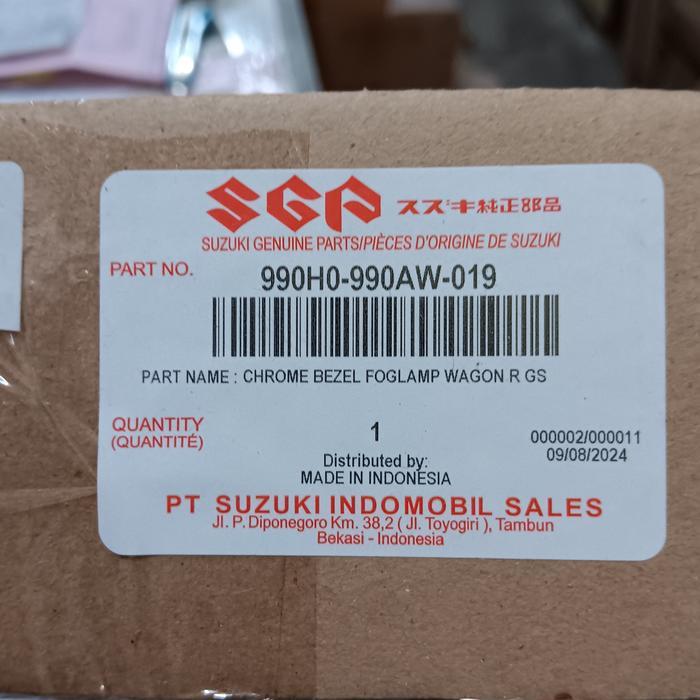 SGP スズキ純正部品
SUZUKI GENUINE PARTS/PIÈCES D'ORIGINE DE SUZUKI
PART NO. 990H0-990AW-019
PART NAME : CHROME BEZEL FOGLAMP WAGON R GS
QUANTITY
(QUANTITÉ)
1
000002/000011
09/08/2024
Distributed by:
MADE IN INDONESIA
PT SUZUKI INDOMOBIL SALES
Jl. P. Diponegoro Km. 38,2 ( Jl. Toyogiri ), Tambun
Bekasi - Indonesia